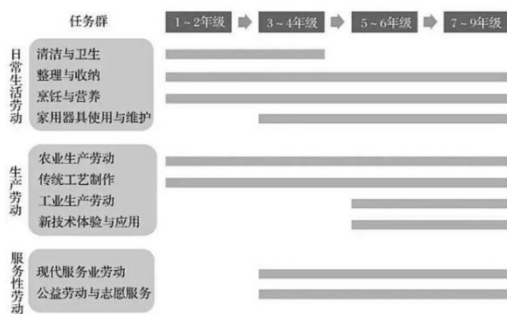 任务群 1~2年级 3~4年级 5~6年级 7~9年级
日常生活劳动
清洁与卫生
整理与收纳
烹饪与营养
家用器具使用与维护
生产劳动
农业生产劳动
传统工艺制作
工业生产劳动
新技术体验与应用
服务性劳动
现代服务业劳动
公益劳动与志愿服务